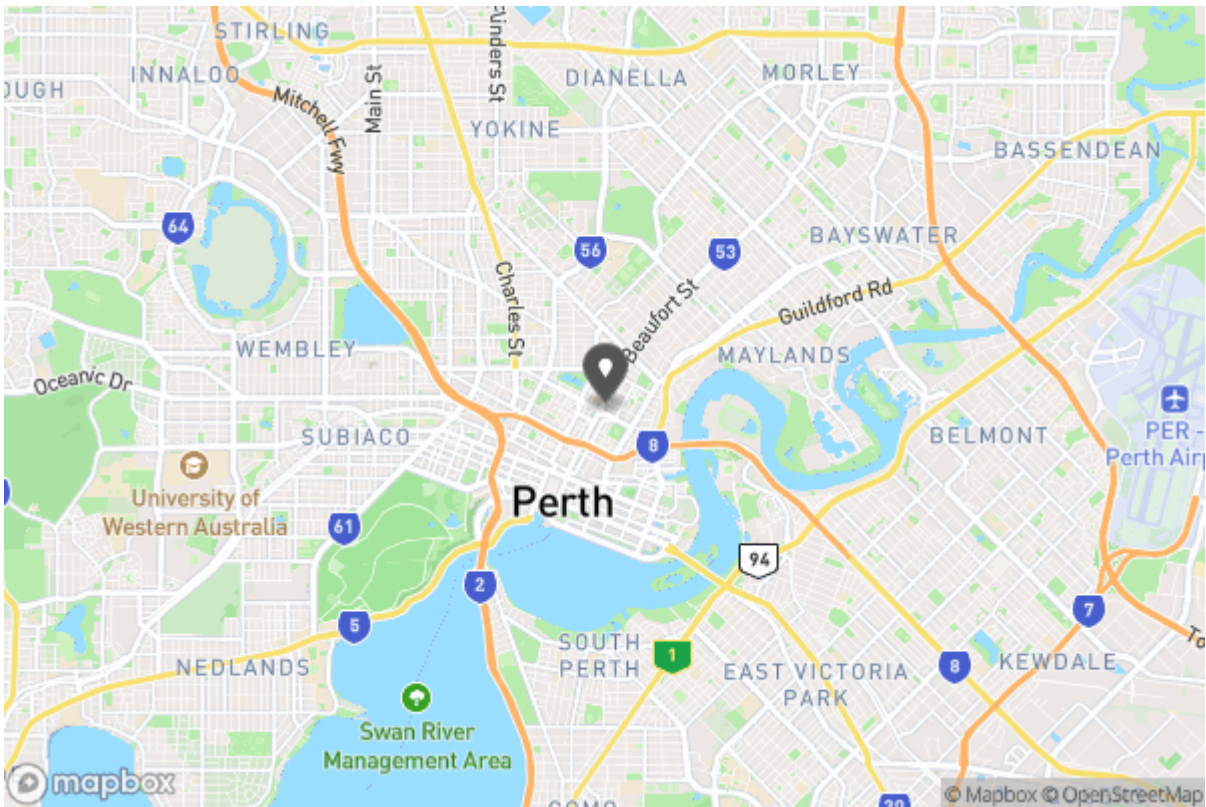 STIRLING
Flinders St
INNALOO
OUGH
Main St
DIANELLA
MORLEY
Mitchell Fwy
YOKINE
BASSENDEAN
64
56
53
BAYSWATER
Charles St
Beaufort St
Guildford Rd
WEMBLEY
MAYLANDS
Oceanic Dr
SUBIACO
8
BELMONT
PER -
Perth Airp
University of
Western Australia
Perth
61
94
2
5
7
SOUTH
PERTH
1
NEDLANDS
EAST VICTORIA
PARK
8
KEWDALE
To
Swan River
Management Area
mapbox
COMO
© Mapbox © OpenStreetMap